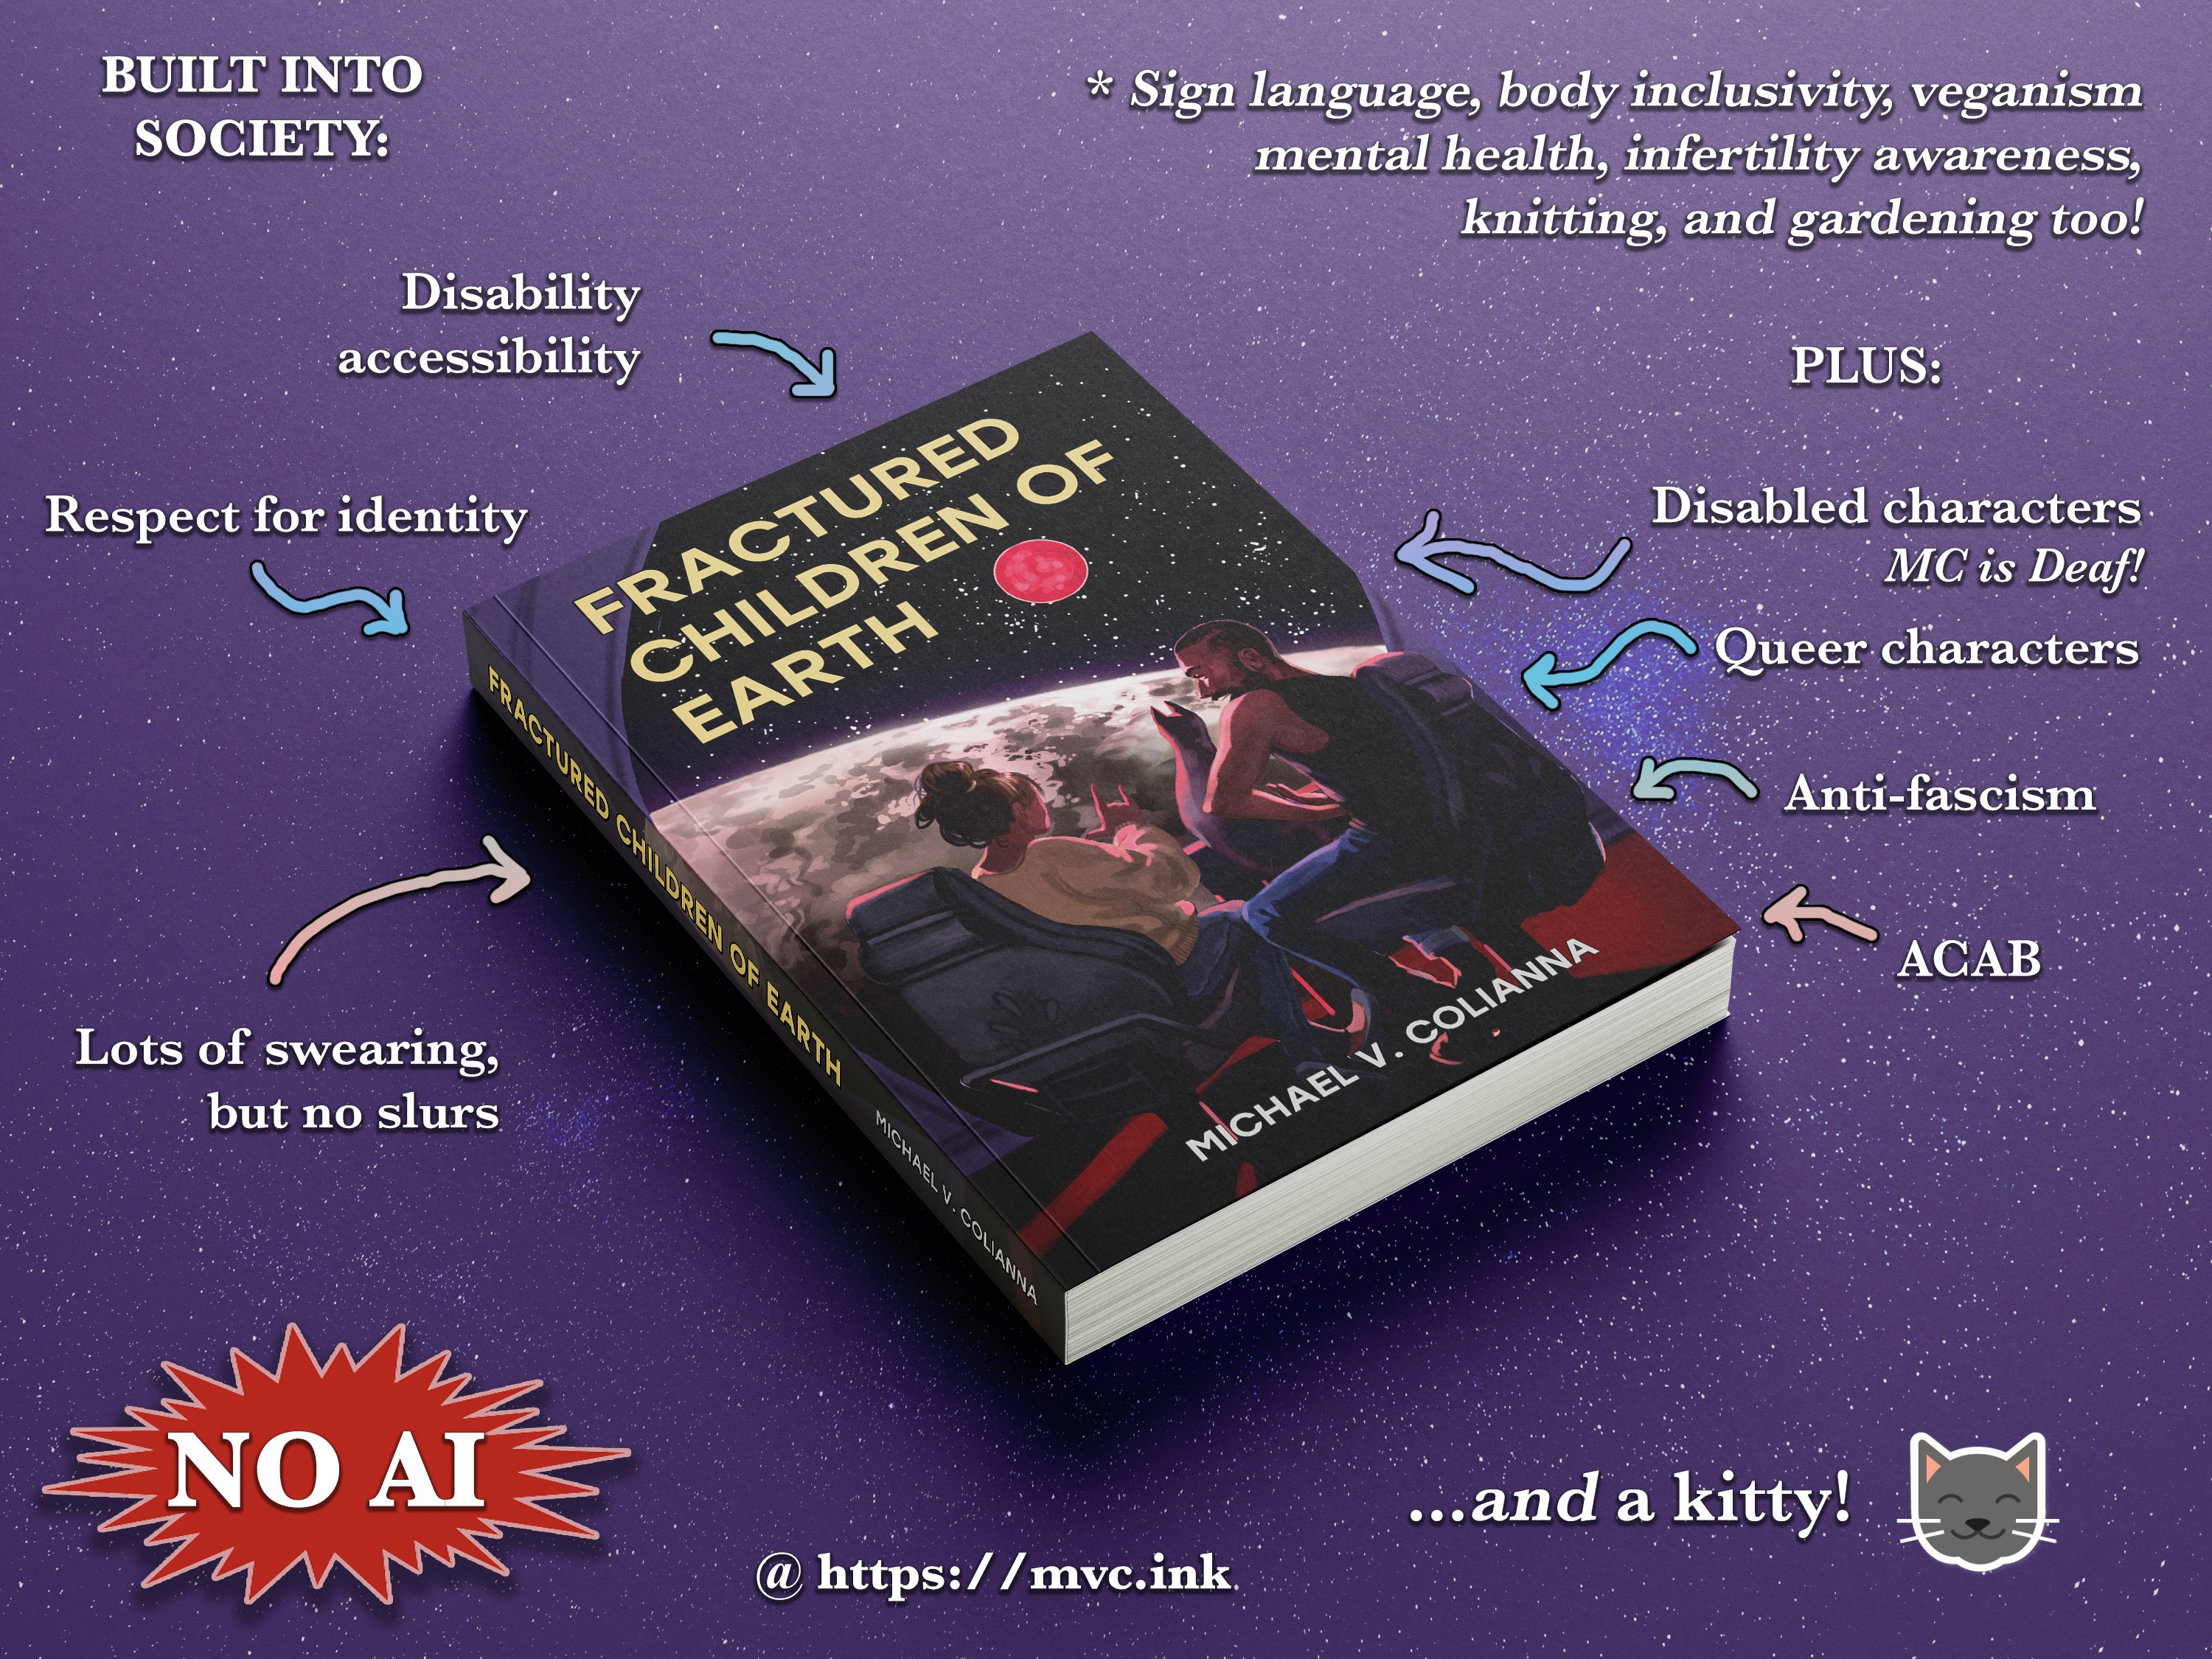 BUILT INTO
SOCIETY:
* Sign language, body inclusivity, veganism
mental health, infertility awareness,
knitting, and gardening too!
Disability
accessibility
PLUS:
Respect for identity
Disabled characters
MC is Deaf!
Queer characters
Anti-fascism
ACAB
Lots of swearing,
but no slurs
FRACTURED
CHILDREN OF
EARTH
MICHAEL V. COLIANNA
FRACTURED CHILDREN OF EARTH
MICHAEL V. COLIANNA
NO AI
...and a kitty!
@ https://mvc.ink